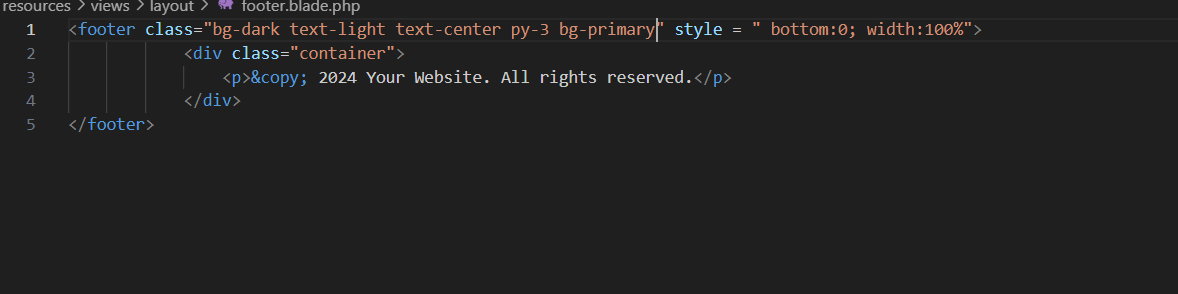 resources > views > layout > footer.blade.php
1 <footer class="bg-dark text-light text-center py-3 bg-primary" style = " bottom:0; width:100%">
2 <div class="container">
3 <p>&copy; 2024 Your Website. All rights reserved.</p>
4 </div>
5 </footer>